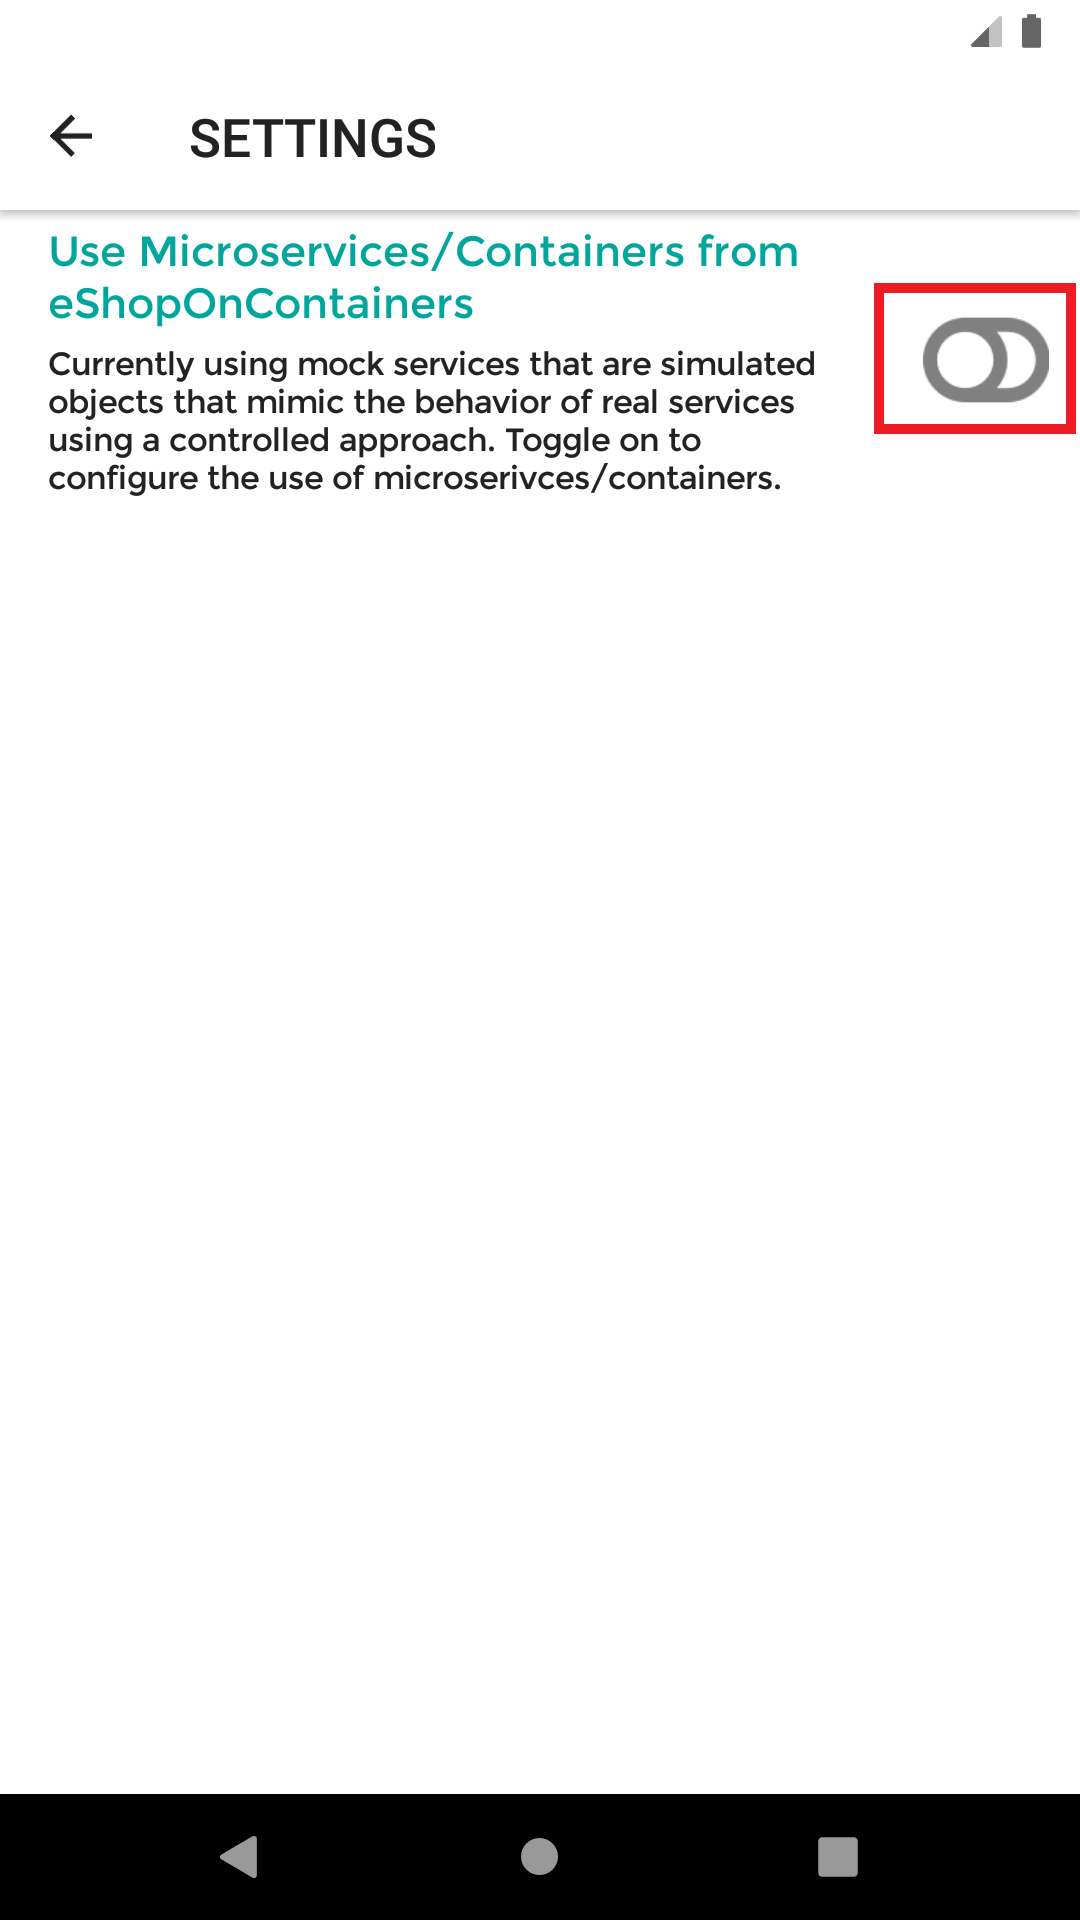 SETTINGS
Use Microservices/Containers from
eShopOnContainers
Currently using mock services that are simulated
objects that mimic the behavior of real services
using a controlled approach. Toggle on to
configure the use of microserivces/containers.